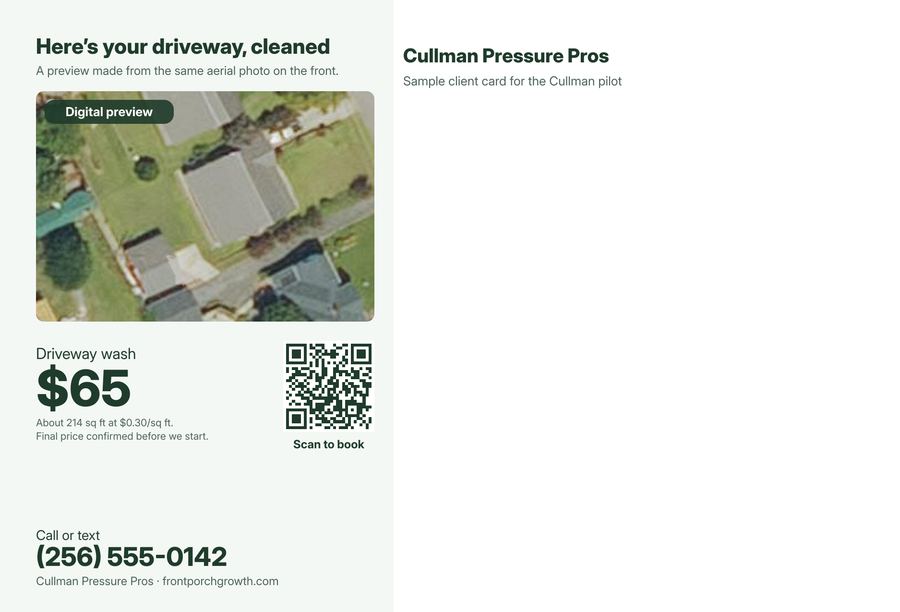 Here’s your driveway, cleaned
A preview made from the same aerial photo on the front.
Digital preview
Driveway wash
$65
About 214 sq ft at $0.30/sq ft.
Final price confirmed before we start.
Scan to book
Call or text
(256) 555-0142
Cullman Pressure Pros · frontporchgrowth.com
Cullman Pressure Pros
Sample client card for the Cullman pilot